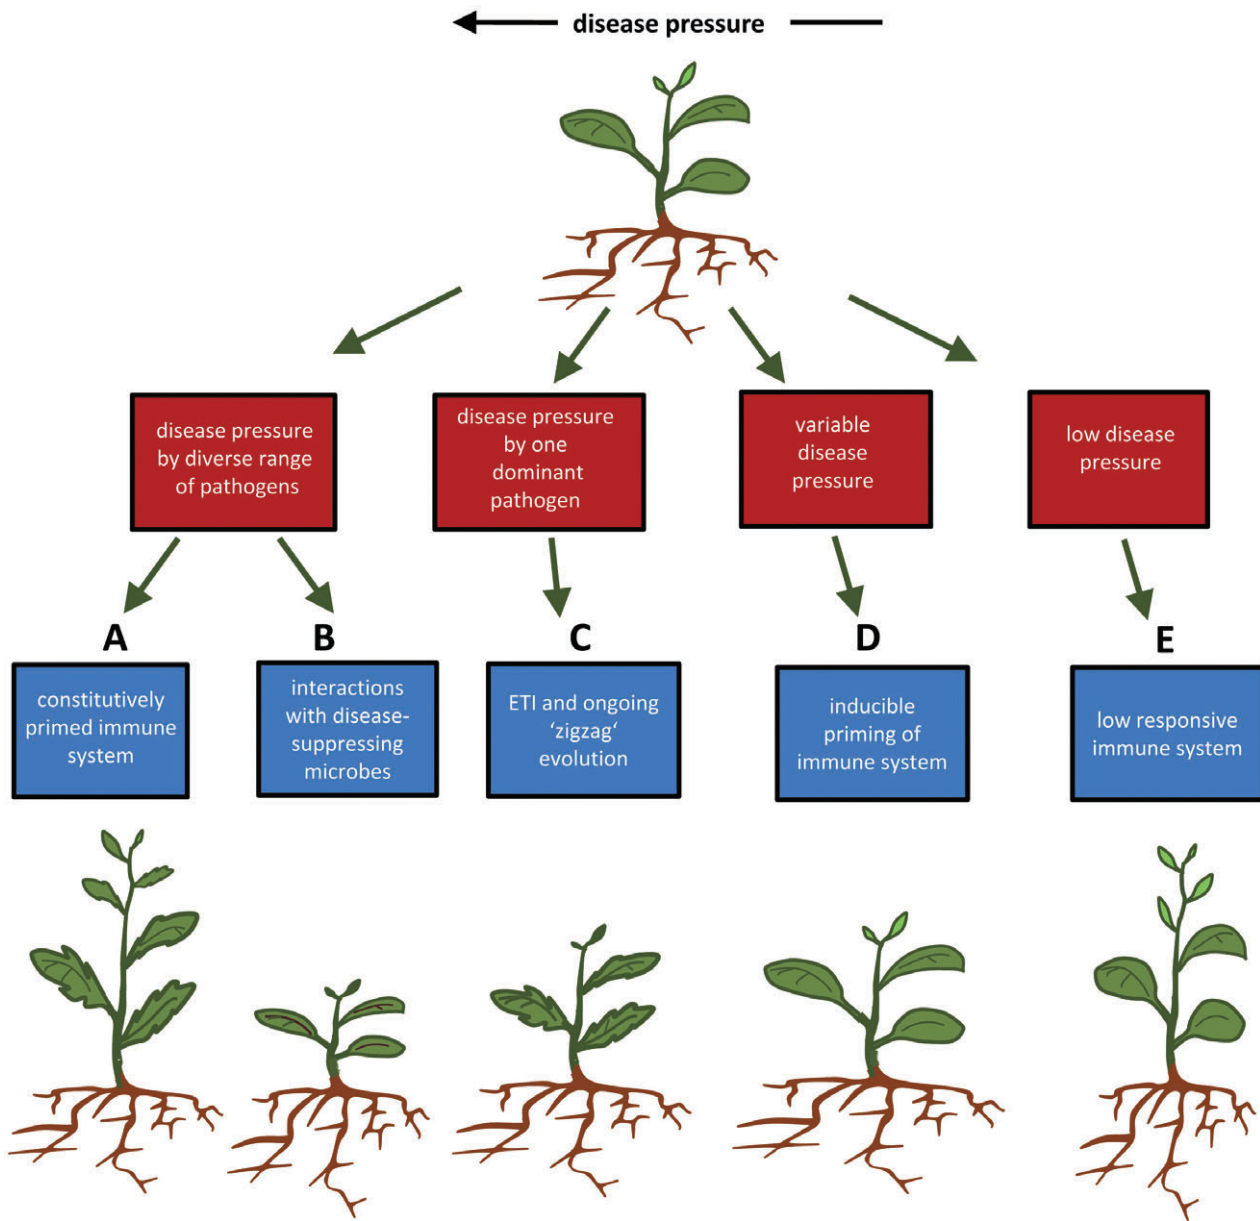 disease pressure
disease pressure
by diverse range
of pathogens
disease pressure
by one
dominant
pathogen
variable
disease
pressure
low disease
pressure
A
B
C
D
E
constitutively
primed immune
system
interactions
with disease-
suppressing
microbes
ETI and ongoing
‘zigzag‘
evolution
inducible
priming of
immune system
low responsive
immune system